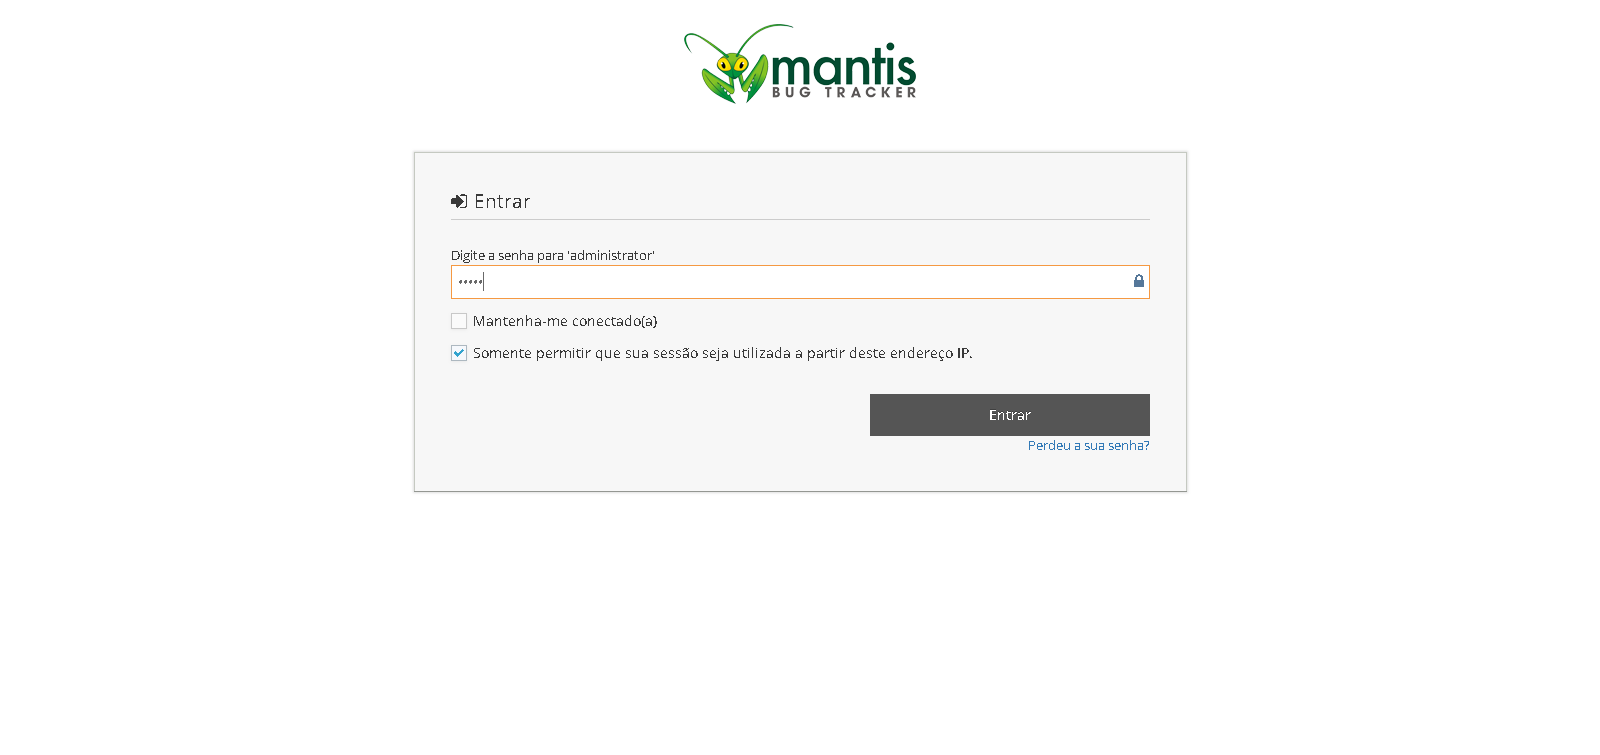 mantis
BUG TRACKER
Entrar
Digite a senha para 'administrator'
•••••
Mantenha-me conectado(a)
Somente permitir que sua sessão seja utilizada a partir deste endereço IP.
Entrar
Perdeu a sua senha?